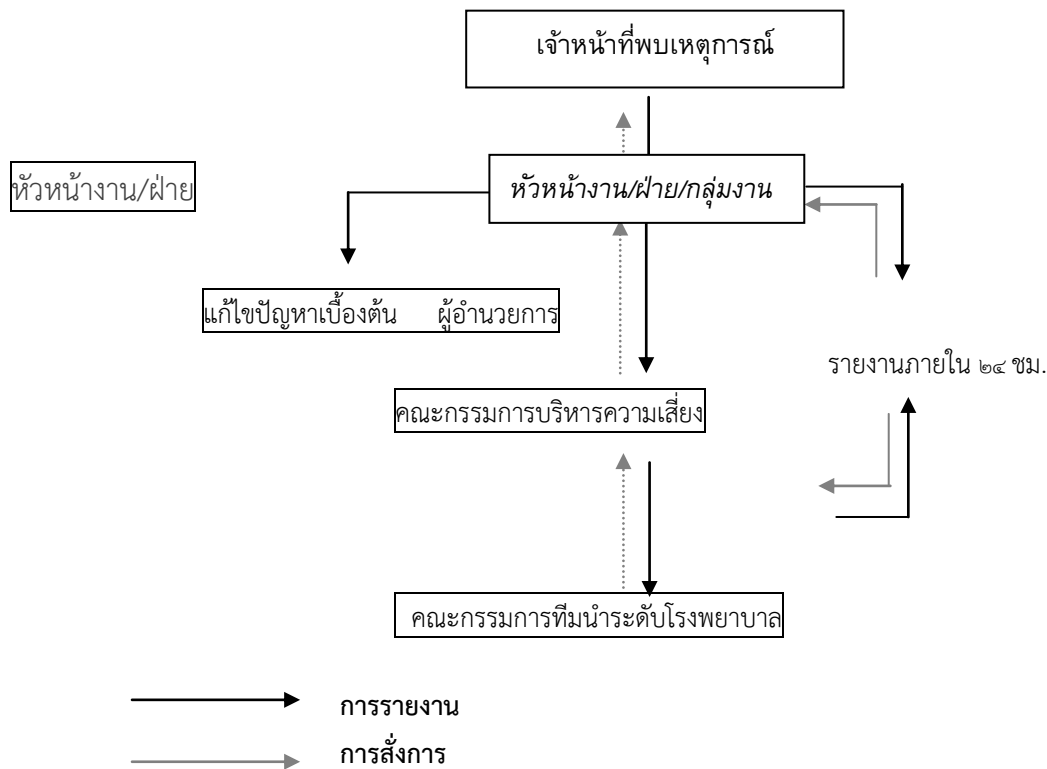 เจ้าหน้าที่พบเหตุการณ์
หัวหน้างาน/ฝ่าย
หัวหน้างาน/ฝ่าย/กลุ่มงาน
แก้ไขปัญหาเบื้องต้น ผู้อำนวยการ
รายงานภายใน ๒๔ ชม.
คณะกรรมการบริหารความเสี่ยง
คณะกรรมการทีมนำระดับโรงพยาบาล
การรายงาน
การสั่งการ